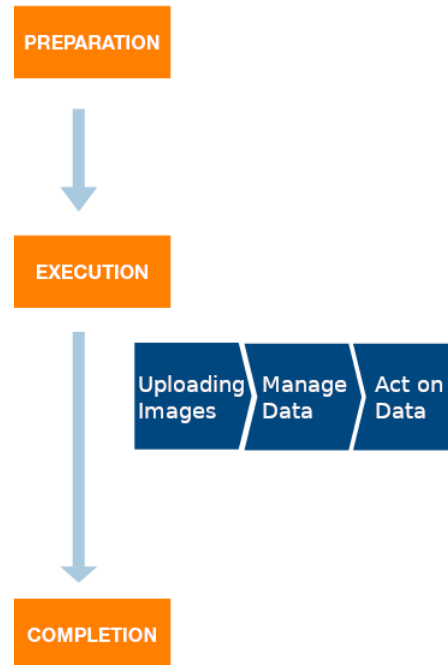 PREPARATION
EXECUTION
Uploading
Images
Manage
Data
Act on
Data
COMPLETION